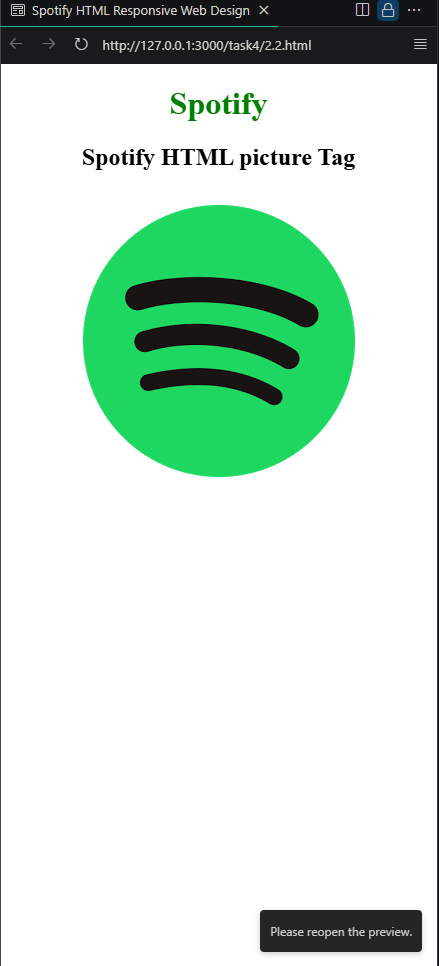 Spotify HTML Responsive Web Design
http://127.0.0.1:3000/task4/2.2.html
Spotify
Spotify HTML picture Tag
Please reopen the preview.